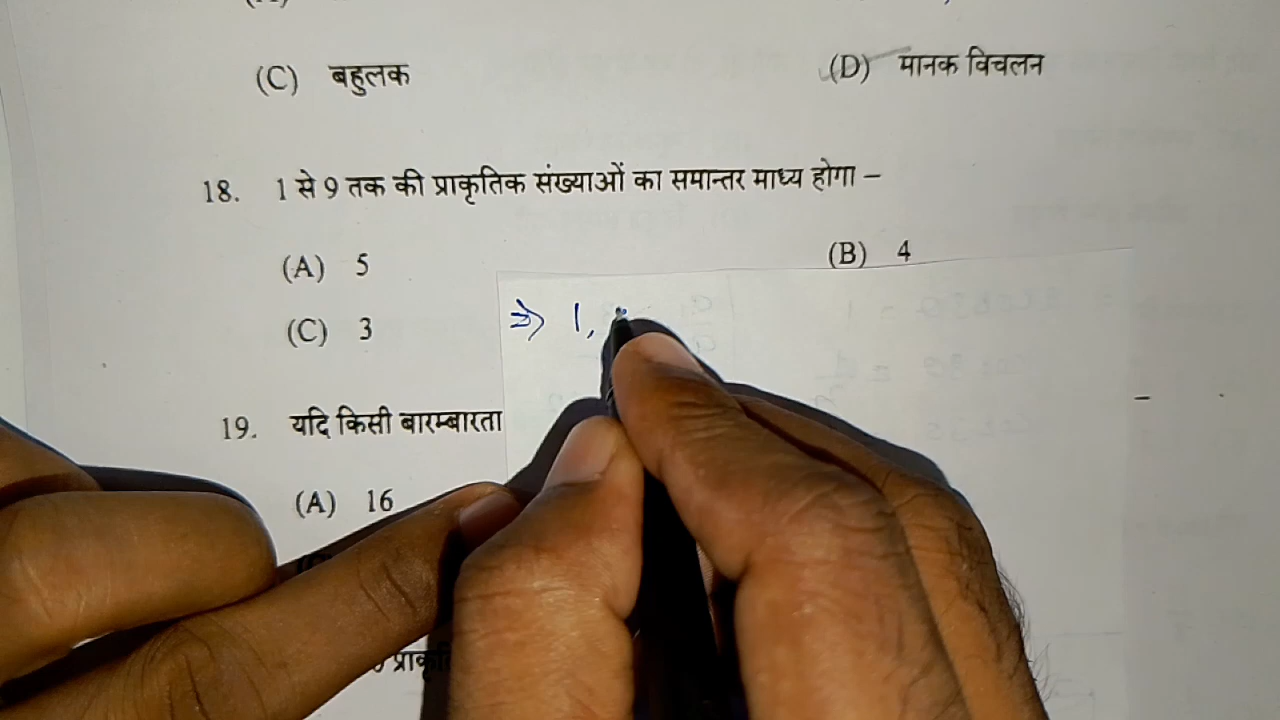 (C) बहुलक
(D) मानक विचलन
18. 1 से 9 तक की प्राकृतिक संख्याओं का समान्तर माध्य होगा –
(A) 5
(B) 4
(C) 3
⇒ 1,
19. यदि किसी बारम्बारता
(A) 16